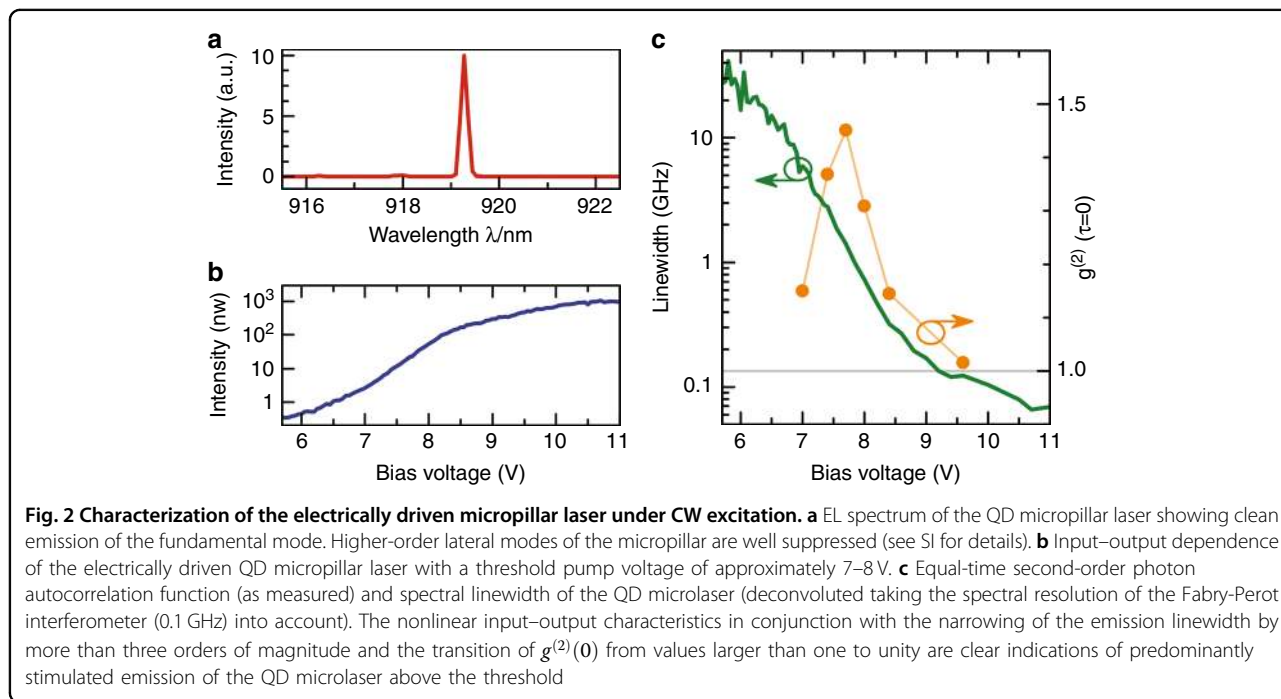 a
Intensity (a.u.)
10
5
0
916 918 920 922
Wavelength λ/nm
b
Intensity (nw)
10³
10²
10
1
6 7 8 9 10 11
Bias voltage (V)
c
Linewidth (GHz)
10
1
0.1
1.5
1.0
g⁽²⁾ (τ=0)
6 7 8 9 10 11
Bias voltage (V)
Fig. 2 Characterization of the electrically driven micropillar laser under CW excitation. a EL spectrum of the QD micropillar laser showing clean
emission of the fundamental mode. Higher-order lateral modes of the micropillar are well suppressed (see SI for details). b Input–output dependence
of the electrically driven QD micropillar laser with a threshold pump voltage of approximately 7–8 V. c Equal-time second-order photon
autocorrelation function (as measured) and spectral linewidth of the QD microlaser (deconvoluted taking the spectral resolution of the Fabry-Perot
interferometer (0.1 GHz) into account). The nonlinear input–output characteristics in conjunction with the narrowing of the emission linewidth by
more than three orders of magnitude and the transition of g⁽²⁾(0) from values larger than one to unity are clear indications of predominantly
stimulated emission of the QD microlaser above the threshold